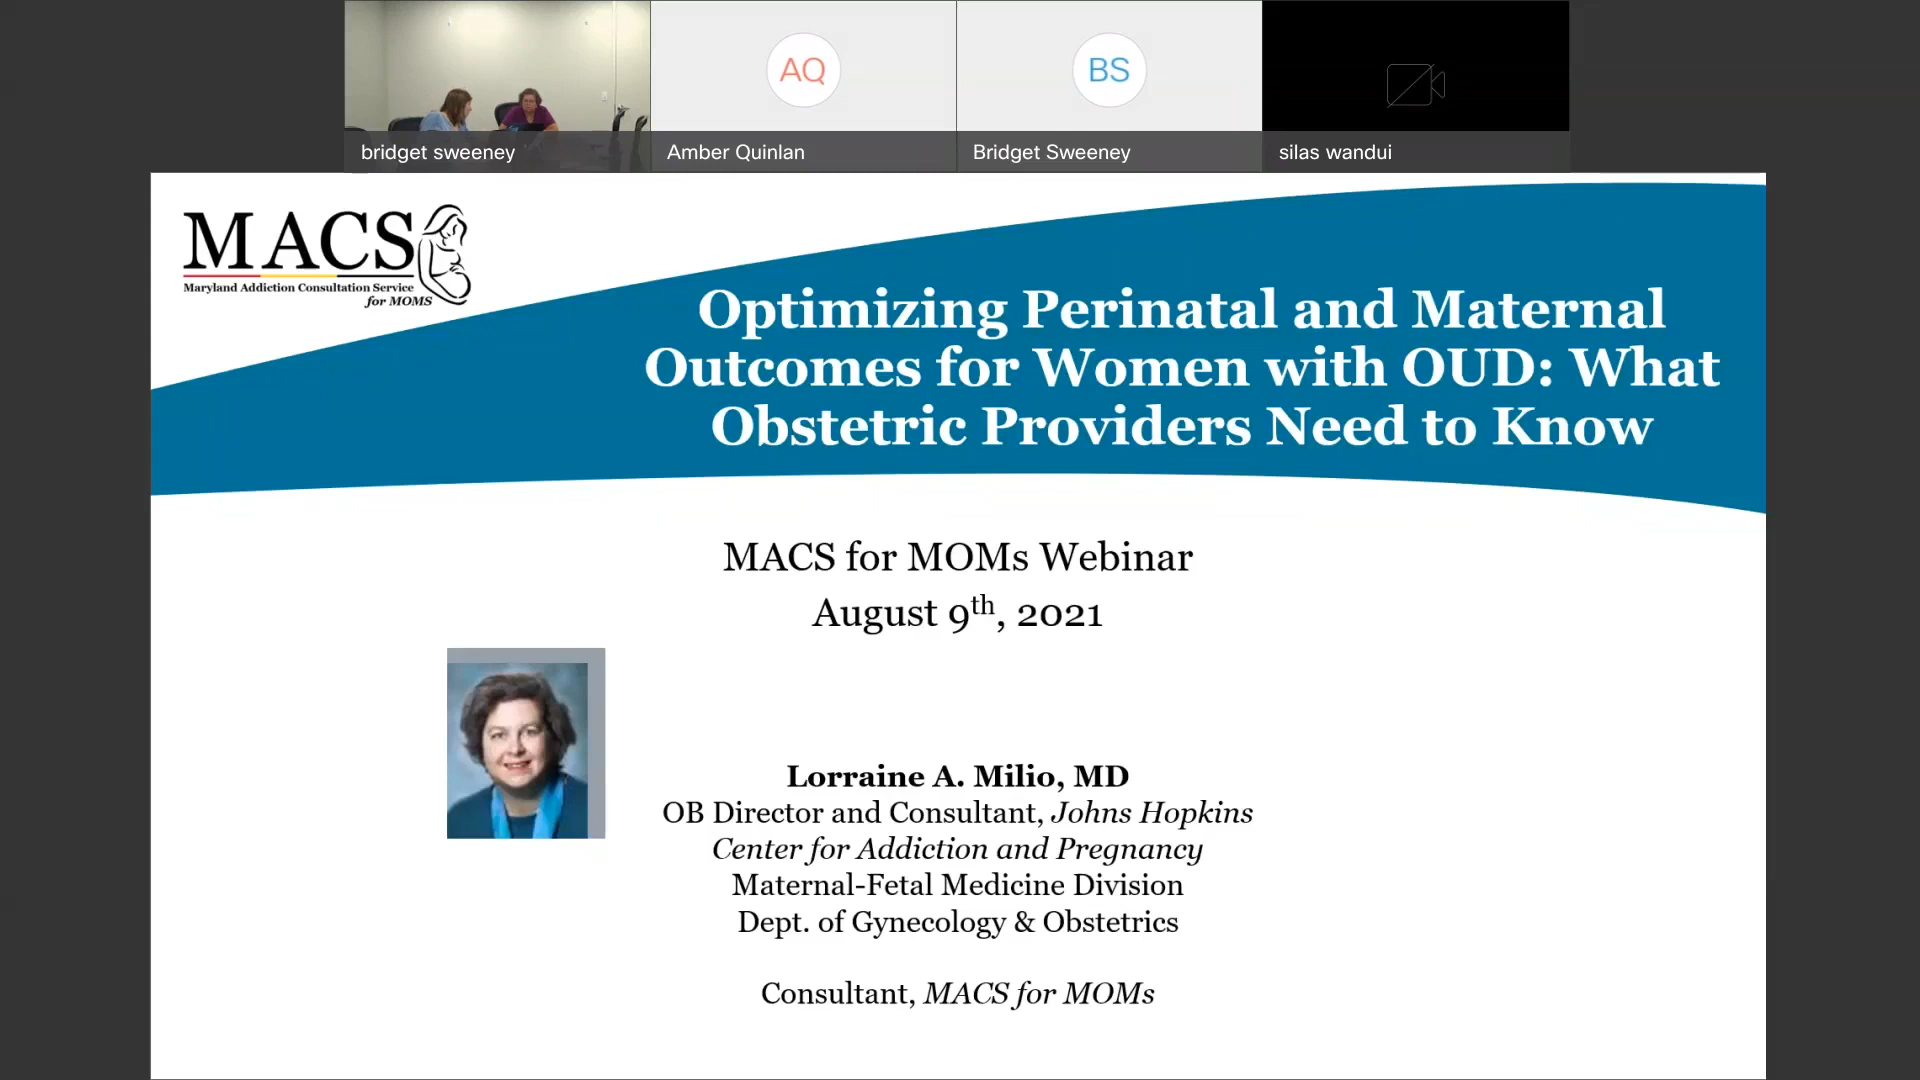 AQ
BS
bridget sweeney
Amber Quinlan
Bridget Sweeney
silas wandui
MACS
Maryland Addiction Consultation Service
for MOMS
Optimizing Perinatal and Maternal
Outcomes for Women with OUD: What
Obstetric Providers Need to Know
MACS for MOMs Webinar
August 9th, 2021
Lorraine A. Milio, MD
OB Director and Consultant, Johns Hopkins
Center for Addiction and Pregnancy
Maternal-Fetal Medicine Division
Dept. of Gynecology & Obstetrics
Consultant, MACS for MOMs